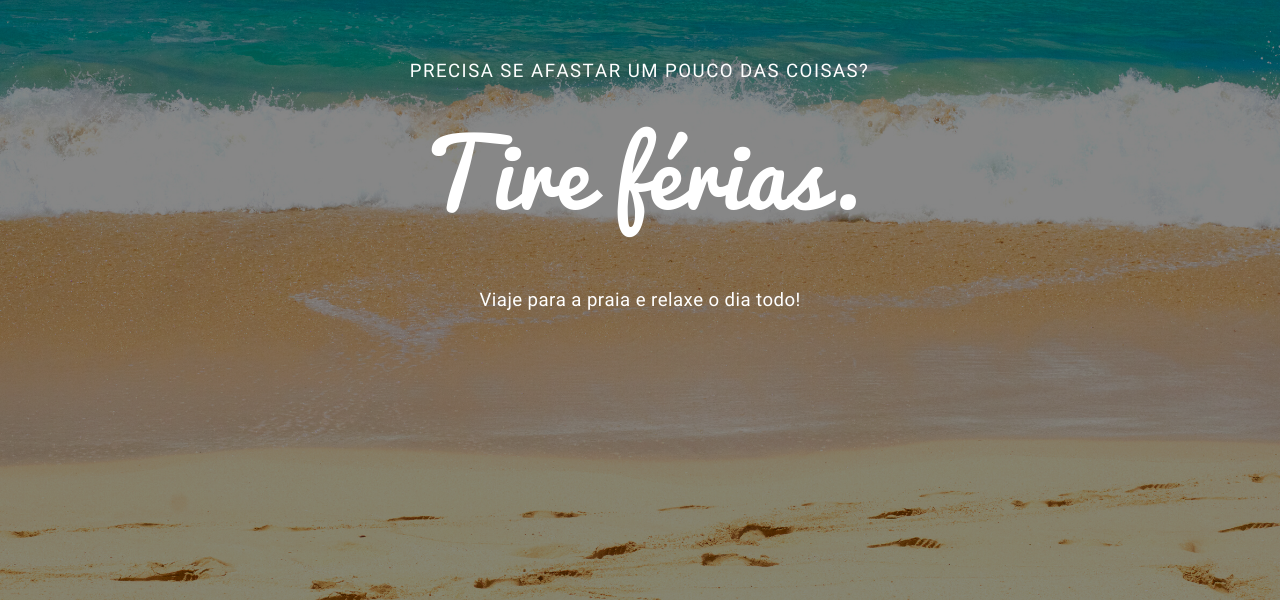 PRECISA SE AFASTAR UM POUCO DAS COISAS?
Tire férias.
Viaje para a praia e relaxe o dia todo!